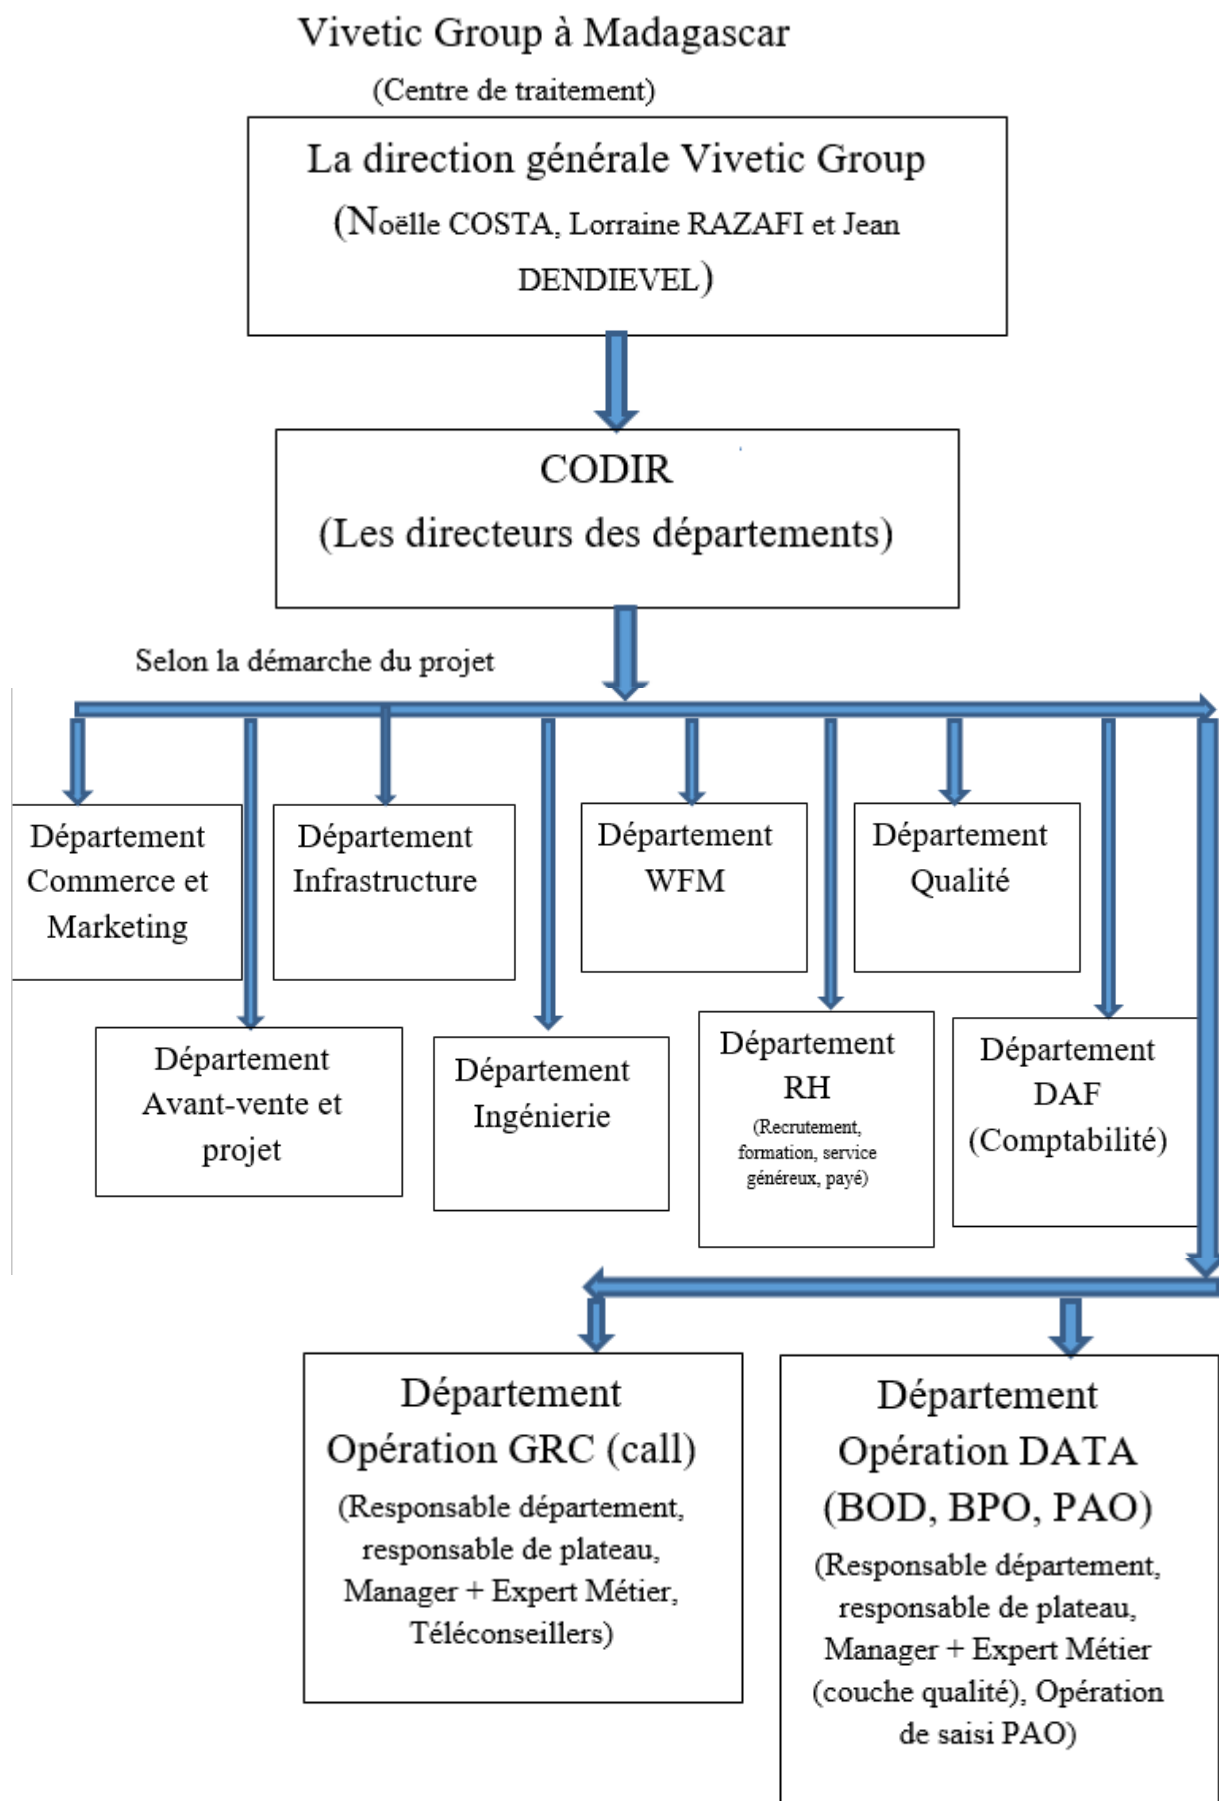 Vivetic Group à Madagascar
(Centre de traitement)
La direction générale Vivetic Group
(Noëlle COSTA, Lorraine RAZAFI et Jean
DENDIEVEL)
CODIR
(Les directeurs des départements)
Selon la démarche du projet
Département
Commerce et
Marketing
Département
Infrastructure
Département
WFM
Département
Qualité
Département
Avant-vente et
projet
Département
Ingénierie
Département
RH
(Recrutement,
formation, service
généreux, payé)
Département
DAF
(Comptabilité)
Département
Opération GRC (call)
(Responsable département,
responsable de plateau,
Manager + Expert Métier,
Téléconseillers)
Département
Opération DATA
(BOD, BPO, PAO)
(Responsable département,
responsable de plateau,
Manager + Expert Métier
(couche qualité), Opération
de saisi PAO)